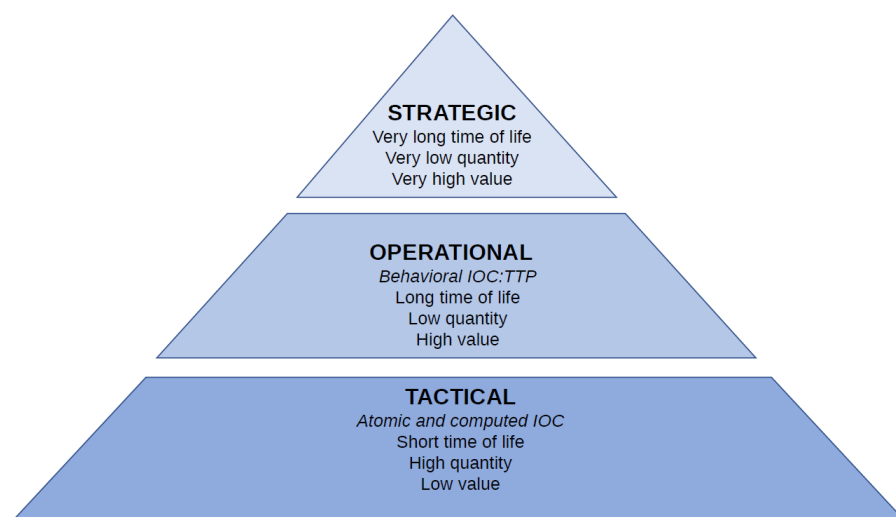 STRATEGIC
Very long time of life
Very low quantity
Very high value
OPERATIONAL
Behavioral IOC:TTP
Long time of life
Low quantity
High value
TACTICAL
Atomic and computed IOC
Short time of life
High quantity
Low value